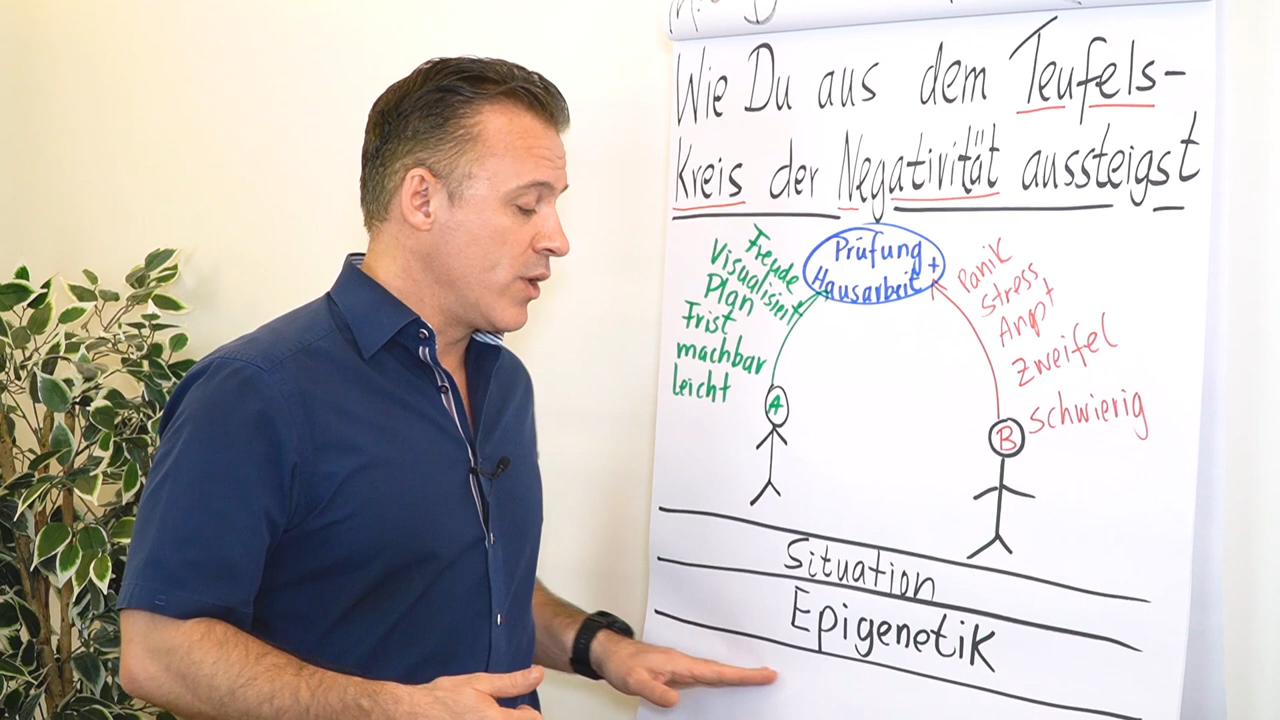 Wie Du aus dem Teufels-
Kreis der Negativität aussteigst
Prüfung +
Hausarbeit
Freude
Visualisiert
Plan
Frist
machbar
leicht
A
Panik
Stress
Angst
Zweifel
schwierig
B
Situation
Epigenetik